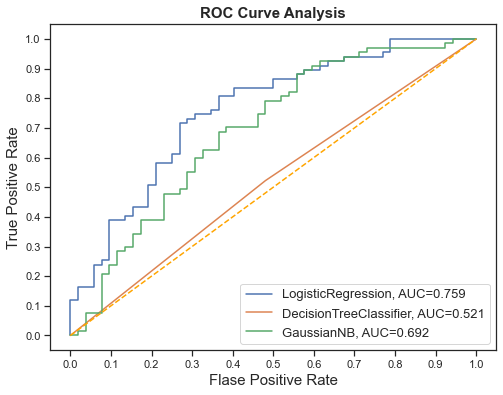 ROC Curve Analysis
True Positive Rate
1.0
0.9
0.8
0.7
0.6
0.5
0.4
0.3
0.2
0.1
0.0
LogisticRegression, AUC=0.759
DecisionTreeClassifier, AUC=0.521
GaussianNB, AUC=0.692
0.0 0.1 0.2 0.3 0.4 0.5 0.6 0.7 0.8 0.9 1.0
Flase Positive Rate